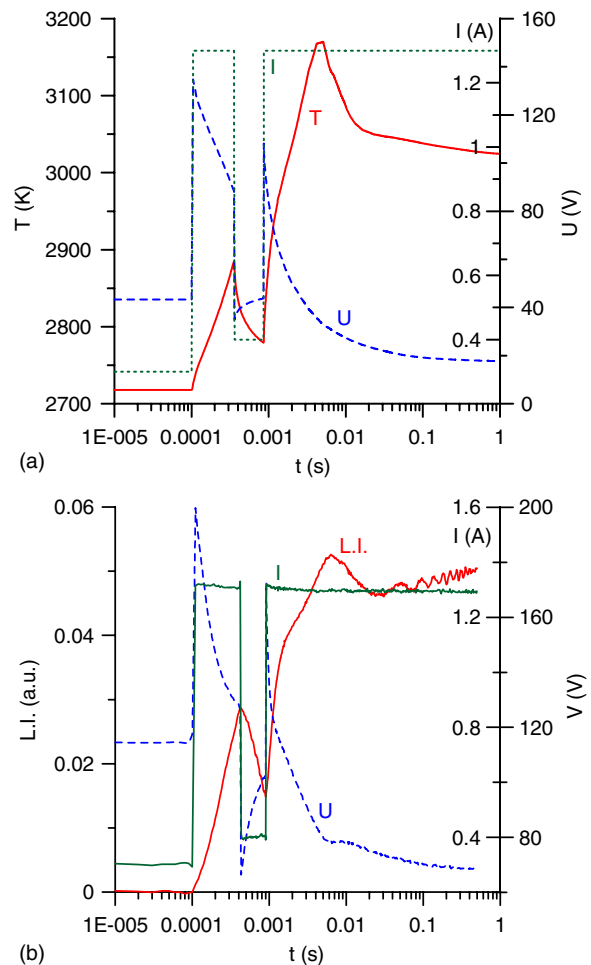 3200
I (A)
160
3100
I
1.2
120
T
3000
1
T (K)
0.8
80
U (V)
2900
0.6
2800
U
0.4
40
2700
0
1E-005
0.0001
0.001
0.01
0.1
1
(a)
t (s)
0.06
1.6
200
L.I.
I (A)
I
0.04
1.2
160
L.I. (a.u.)
0.8
120
V (V)
0.02
U
0.4
80
0
1E-005
0.0001
0.001
0.01
0.1
1
(b)
t (s)